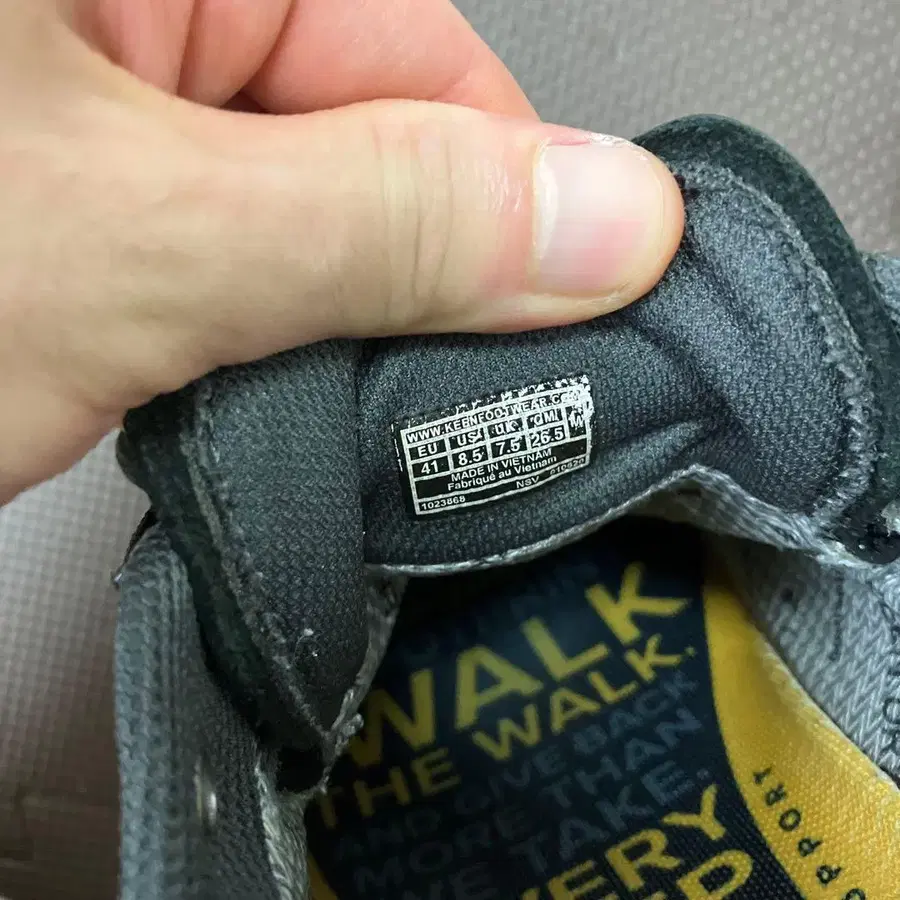 WWW.KEENFOOTWEAR.COM
EU US UK CM
41 8.5 7.5 26.5
MADE IN VIETNAM
Fabriqué au Vietnam
1023868 NSV
WALK
THE WALK.
AND GIVE BACK
MORE THAN
WE TAKE.
EVERY
SUPPORT